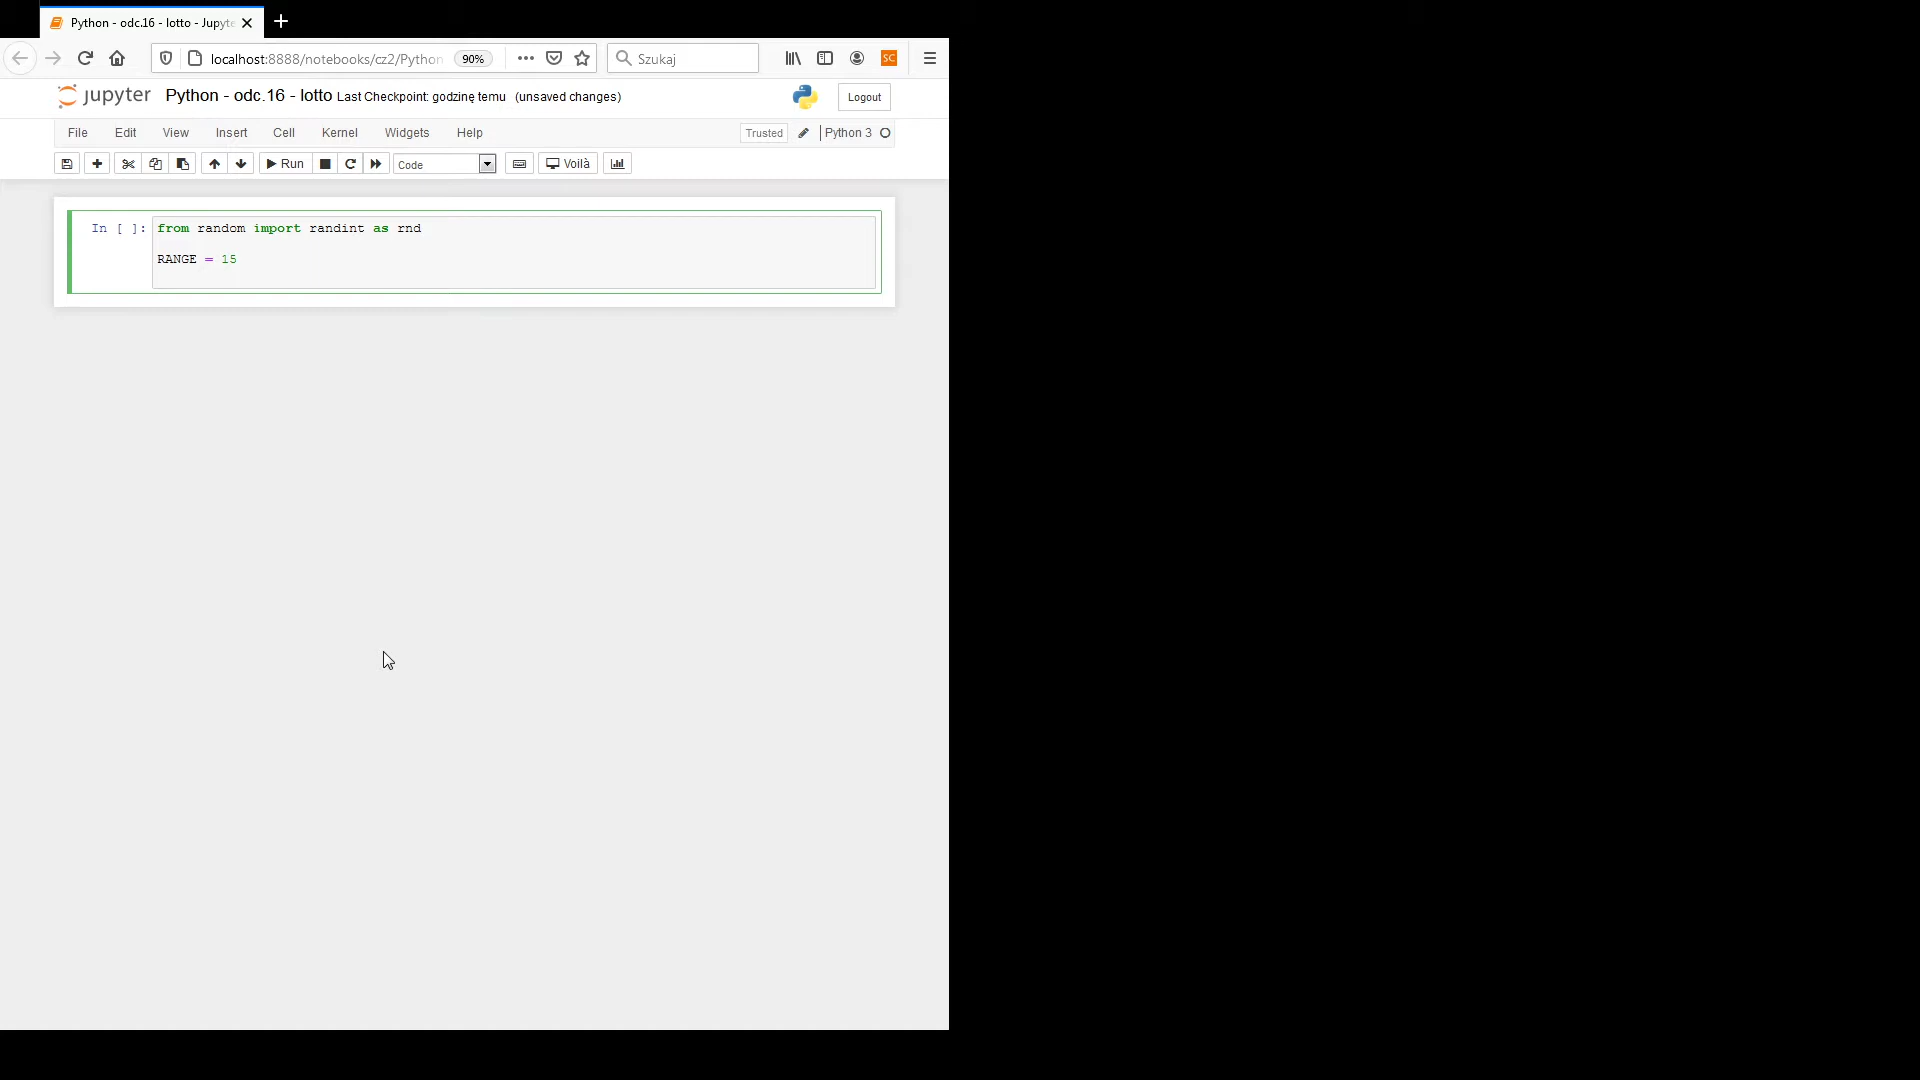 Python - odc.16 - lotto - Jupyte
localhost:8888/notebooks/cz2/Python
90%
Szukaj
SC
jupyter Python - odc.16 - lotto Last Checkpoint: godzinę temu (unsaved changes)
Logout
File Edit View Insert Cell Kernel Widgets Help
Trusted
Python 3
Run
Code
Voilà
In [ ]: from random import randint as rnd
RANGE = 15